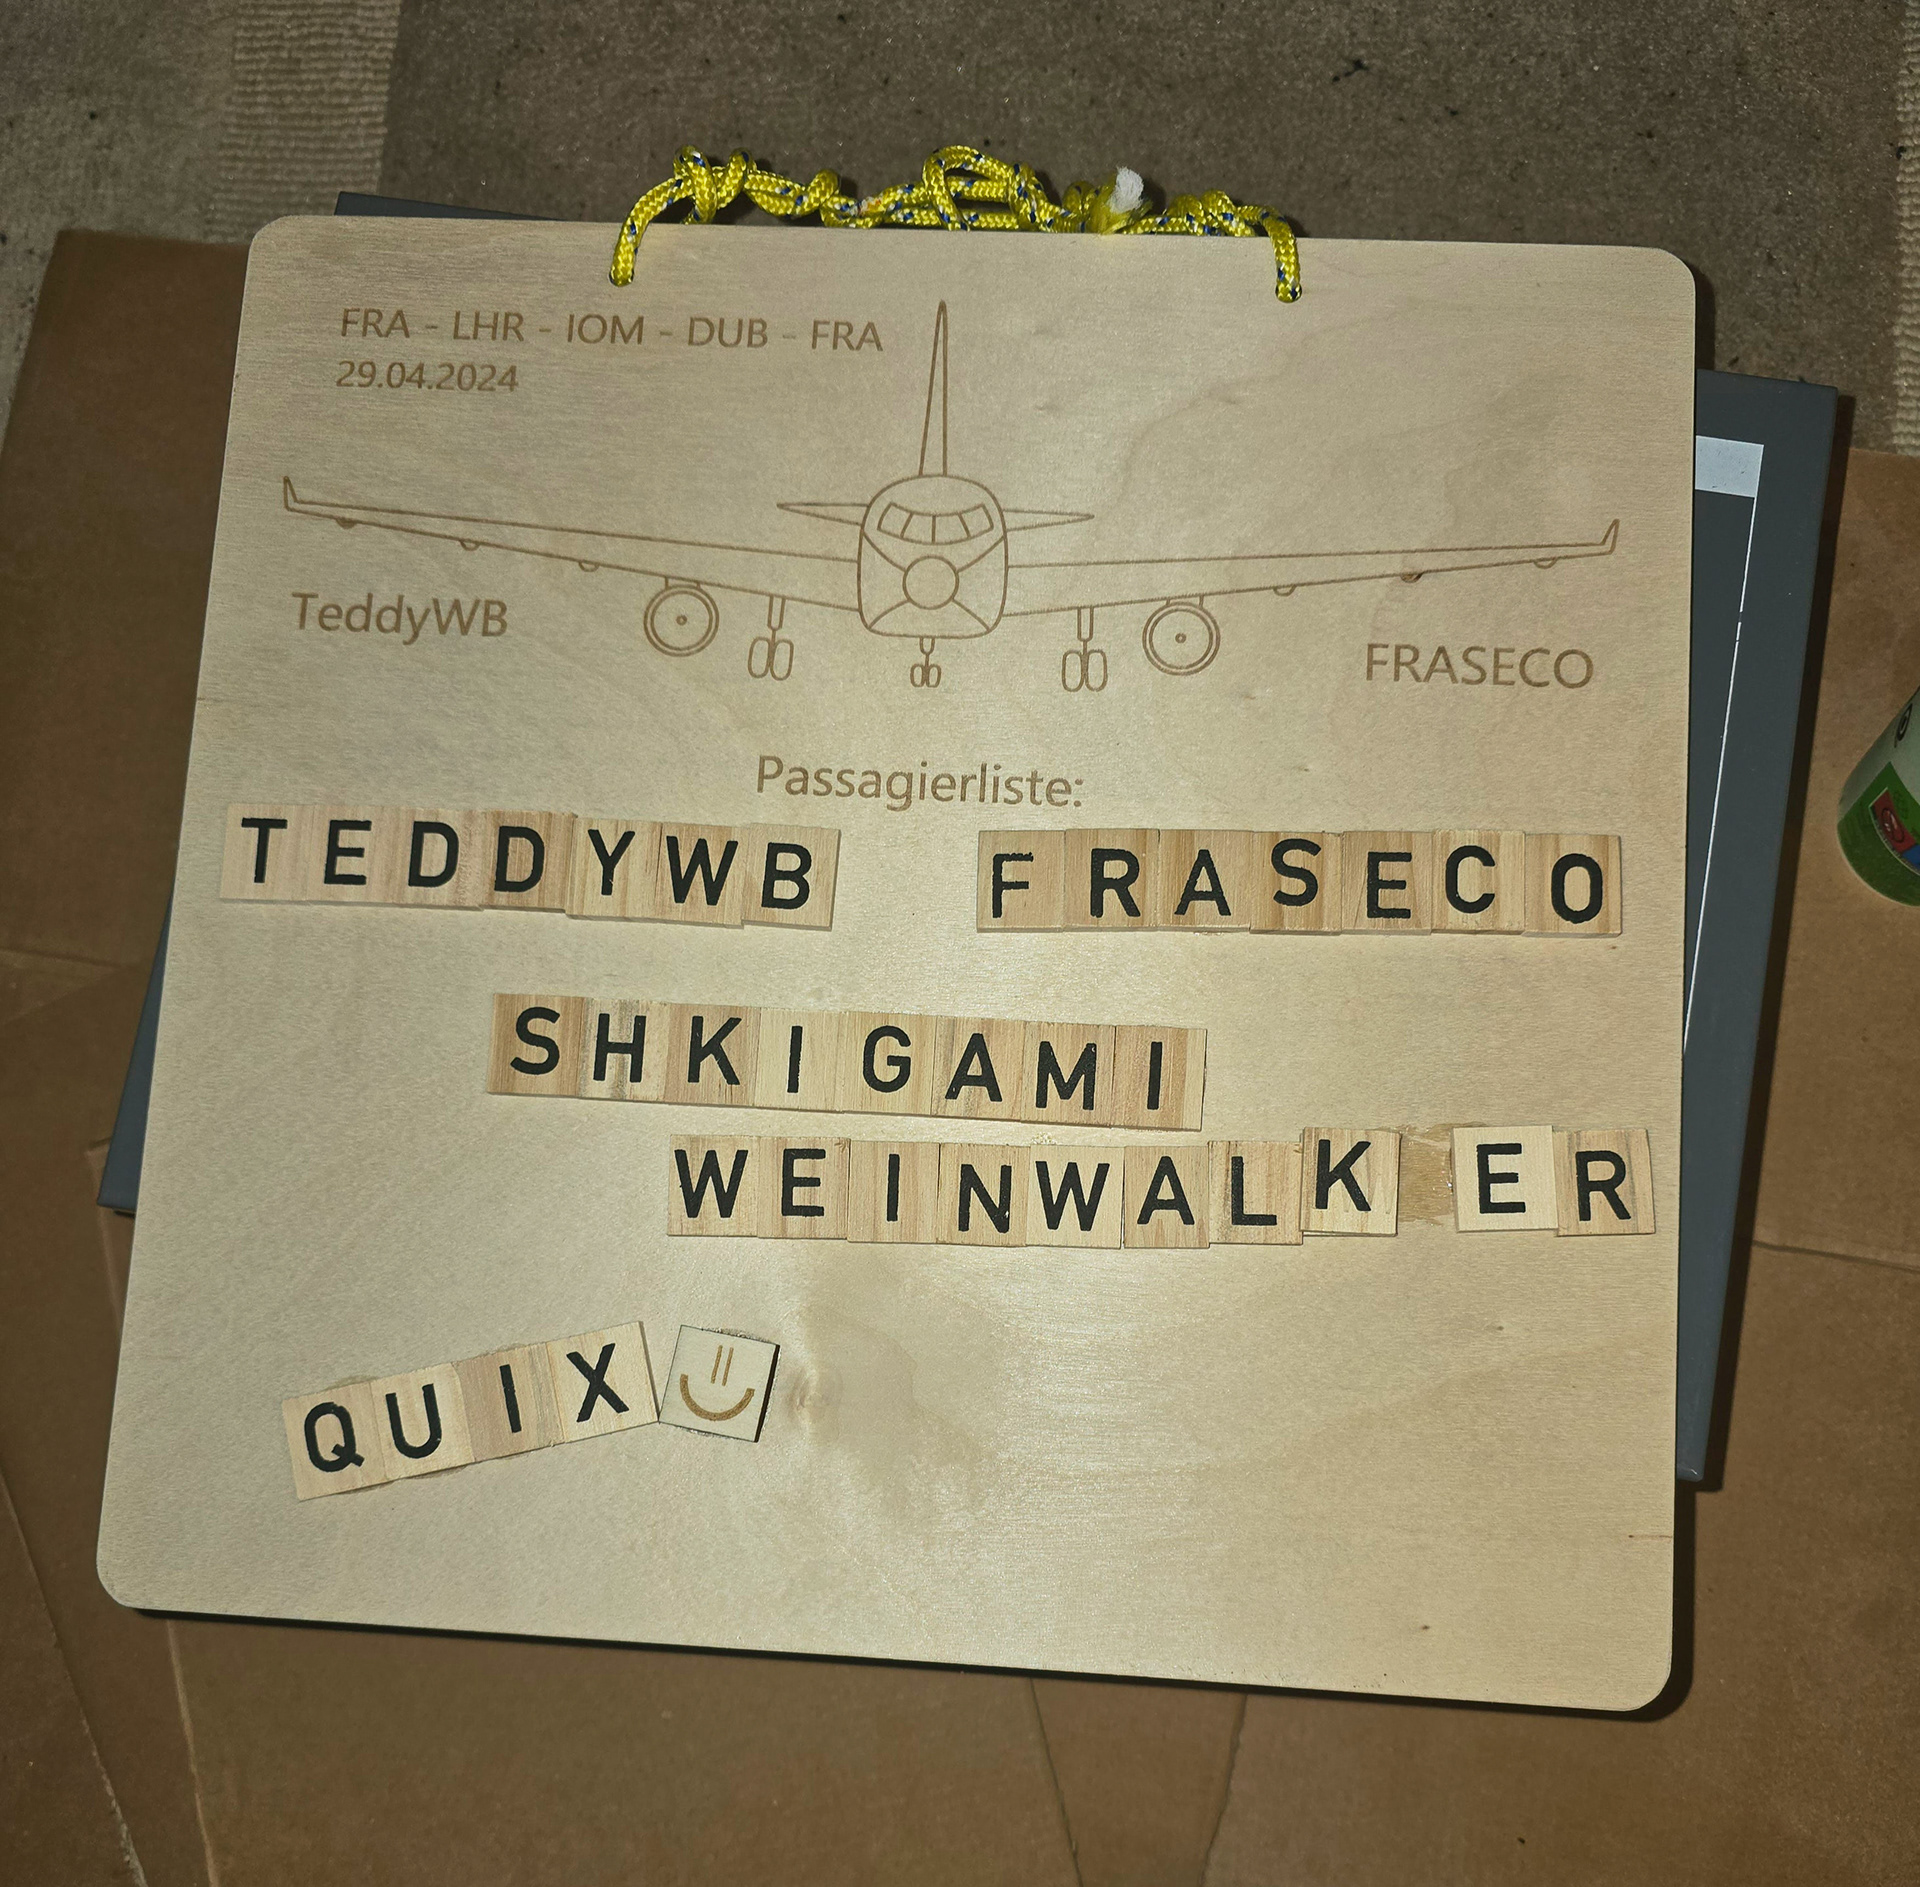 FRA - LHR - IOM - DUB - FRA
29.04.2024
TeddyWB
FRASECO
Passagierliste:
TEDDYWB FRASECO
SHKIGAMI
WEINWALK ER
QUIX